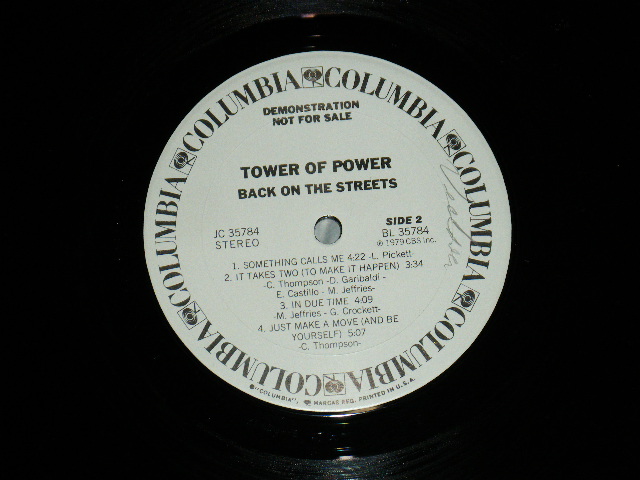 COLUMBIA COLUMBIA COLUMBIA COLUMBIA COLUMBIA COLUMBIA COLUMBIA COLUMBIA
DEMONSTRATION
NOT FOR SALE
TOWER OF POWER
BACK ON THE STREETS
JC 35784
STEREO
SIDE 2
BL 35784
℗ 1979 CBS Inc.
1. SOMETHING CALLS ME 4:22 -L. Pickett-
2. IT TAKES TWO (TO MAKE IT HAPPEN) 3:34
-C. Thompson -D. Garibaldi -
E. Castillo - M. Jeffries-
3. IN DUE TIME 4:09
-M. Jeffries - G. Crockett-
4. JUST MAKE A MOVE (AND BE
YOURSELF) 5:07
-C. Thompson-
"COLUMBIA", MARCAS REG. PRINTED IN U.S.A.